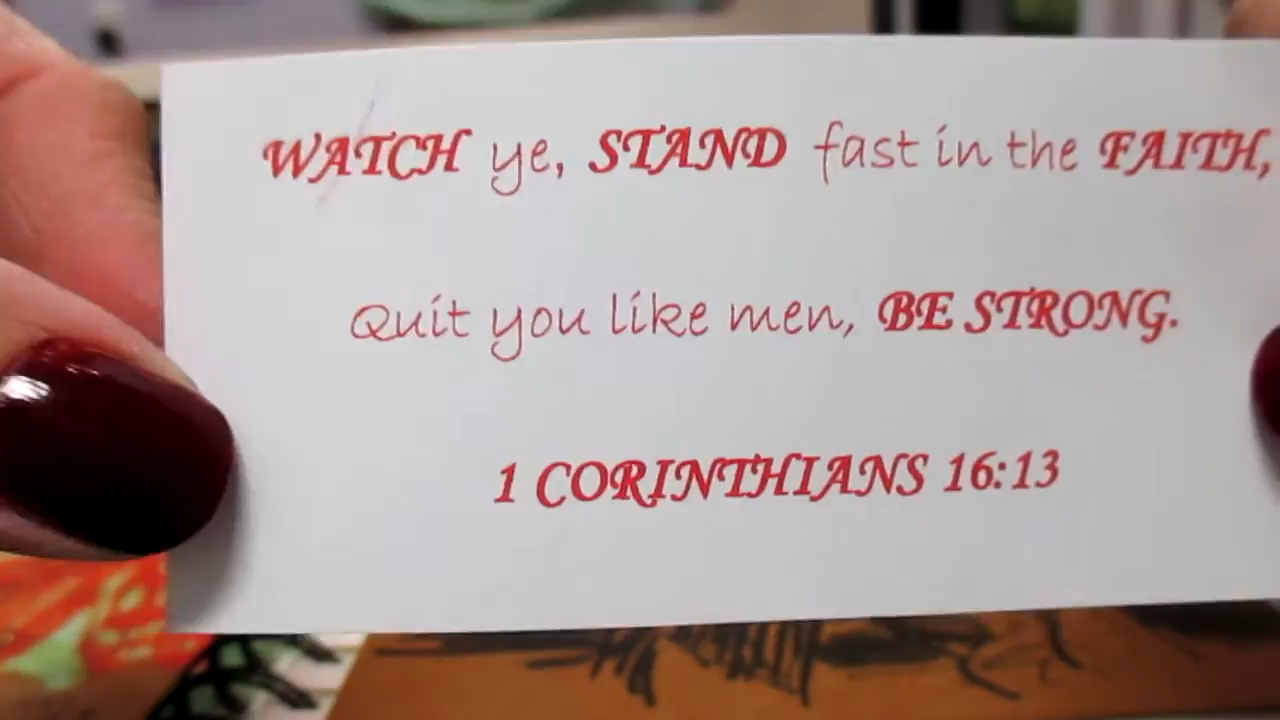 WATCH ye, STAND fast in the FAITH,
Quit you like men, BE STRONG.
1 CORINTHIANS 16:13